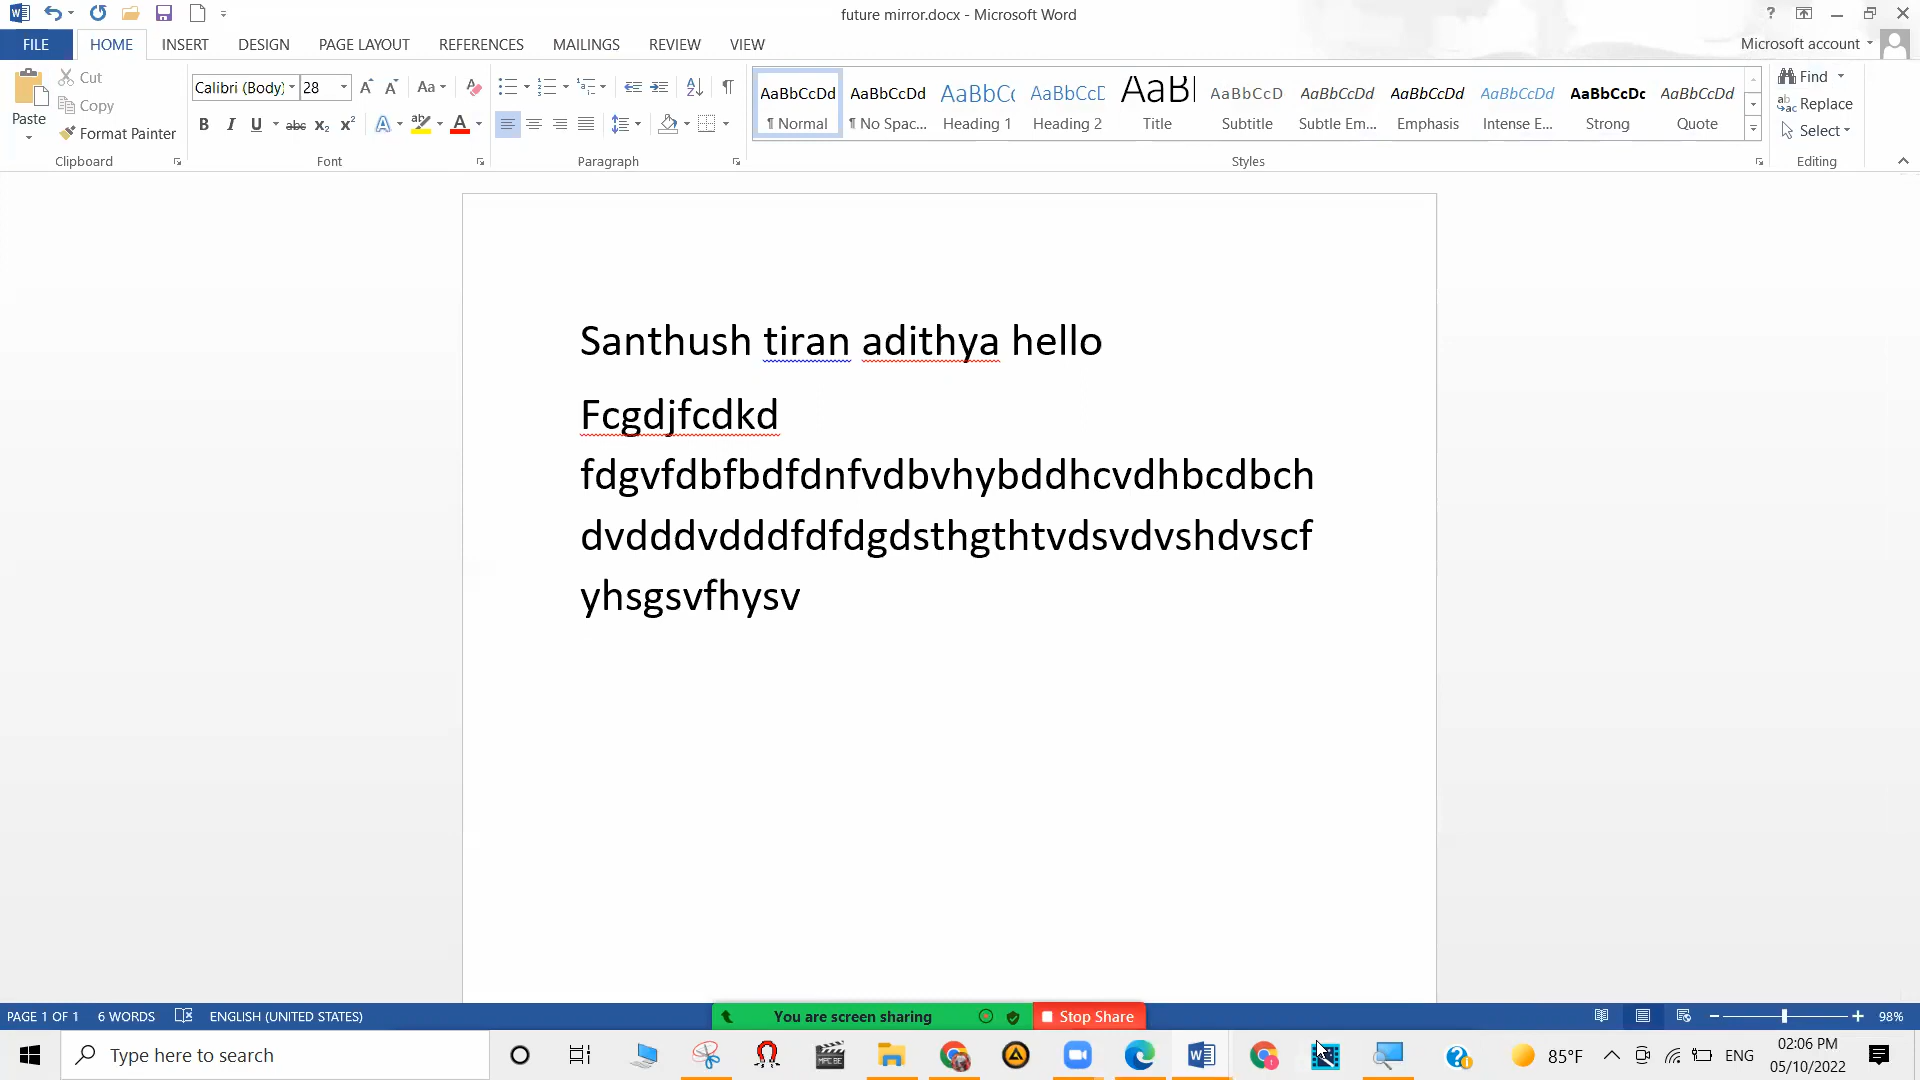 future mirror.docx - Microsoft Word
?
FILE HOME INSERT DESIGN PAGE LAYOUT REFERENCES MAILINGS REVIEW VIEW Microsoft account
Paste
Cut
Copy
Format Painter
Clipboard
Calibri (Body) 28
Font
Paragraph
AaBbCcDd AaBbCcDd AaBbCc AaBbCcD AaBl AaBbCcD AaBbCcDd AaBbCcDd AaBbCcDd AaBbCcDc AaBbCcDd
¶ Normal ¶ No Spac... Heading 1 Heading 2 Title Subtitle Subtle Em... Emphasis Intense E... Strong Quote
Styles
Find
Replace
Select
Editing
Santhush tiran adithya hello
Fcgdjfcdkd
fdgvfdbfbdfdnfvdbvhybddhcvdhbcdbch
dvdddvdddfdfdgdsthgthtvdsvdvshdvscf
yhsgsvfhysv
PAGE 1 OF 1 6 WORDS ENGLISH (UNITED STATES) You are screen sharing Stop Share 98%
Type here to search 85°F ENG 02:06 PM
05/10/2022